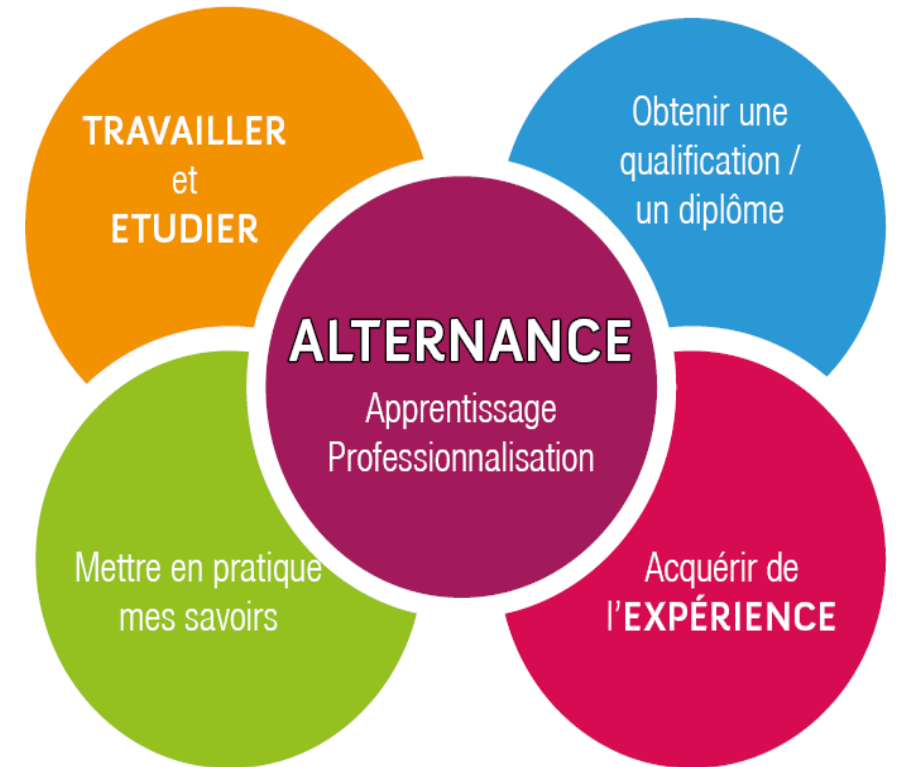 TRAVAILLER
et
ETUDIER
Obtenir une
qualification /
un diplôme
ALTERNANCE
Apprentissage
Professionnalisation
Mettre en pratique
mes savoirs
Acquérir de
l'EXPÉRIENCE